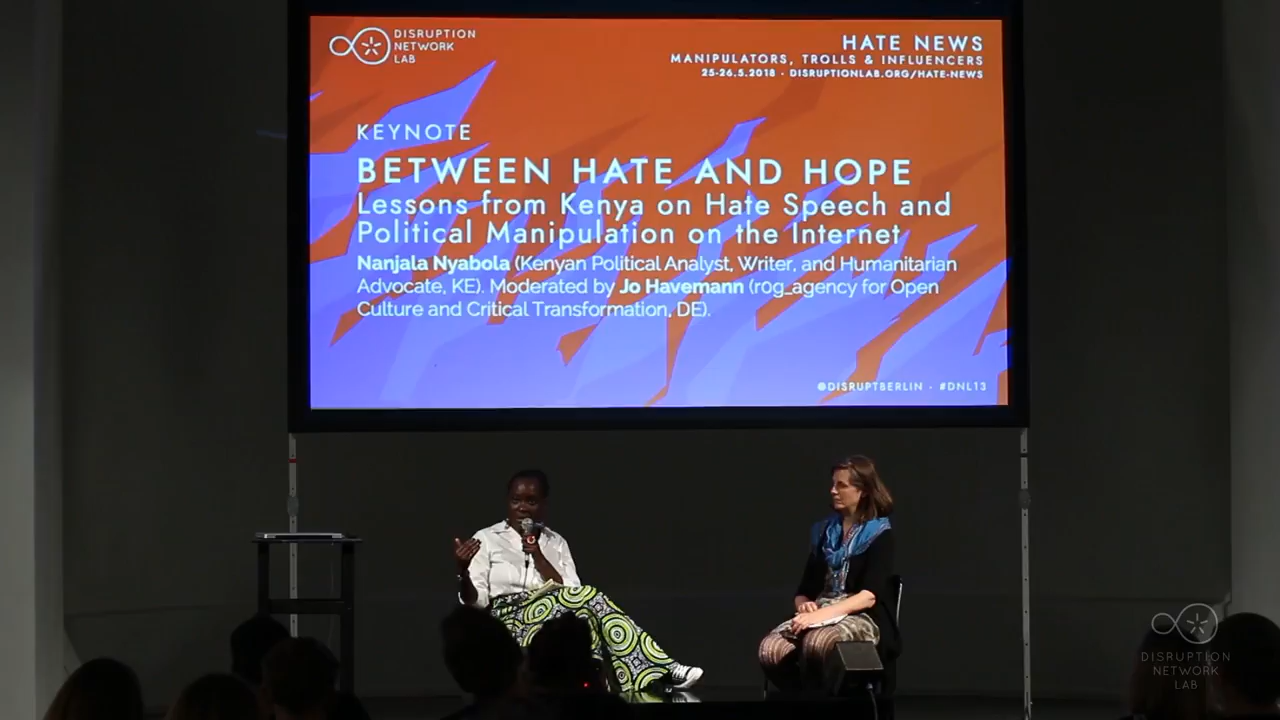 DISRUPTION
NETWORK
LAB
HATE NEWS
MANIPULATORS, TROLLS & INFLUENCERS
25-26.5.2018 · DISRUPTIONLAB.ORG/HATE-NEWS
KEYNOTE
BETWEEN HATE AND HOPE
Lessons from Kenya on Hate Speech and
Political Manipulation on the Internet
Nanjala Nyabola (Kenyan Political Analyst, Writer, and Humanitarian
Advocate, KE). Moderated by Jo Havemann (r0g_agency for Open
Culture and Critical Transformation, DE).
@DISRUPTBERLIN · #DNL13
DISRUPTION
NETWORK
LAB